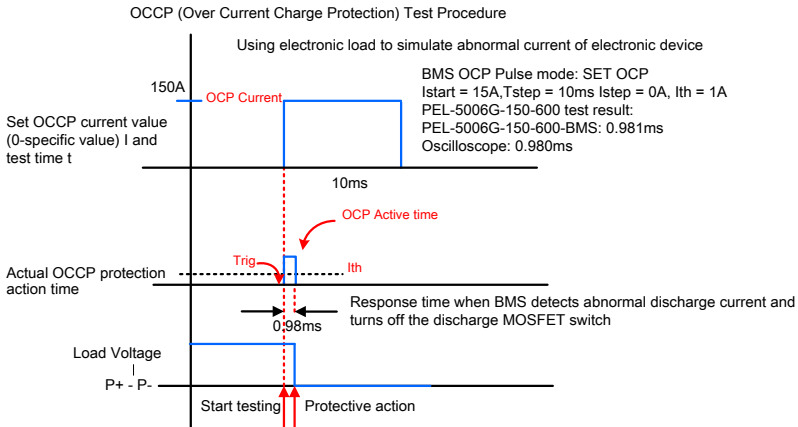 OCCP (Over Current Charge Protection) Test Procedure
Using electronic load to simulate abnormal current of electronic device
BMS OCP Pulse mode: SET OCP
Istart = 15A,Tstep = 10ms Istep = 0A, Ith = 1A
PEL-5006G-150-600 test result:
PEL-5006G-150-600-BMS: 0.981ms
Oscilloscope: 0.980ms
150A
OCP Current
Set OCCP current value
(0-specific value) I and
test time t
10ms
OCP Active time
Trig
Ith
Actual OCCP protection
action time
0.98ms
Response time when BMS detects abnormal discharge current and
turns off the discharge MOSFET switch
Load Voltage
P+ - P-
Start testing
Protective action